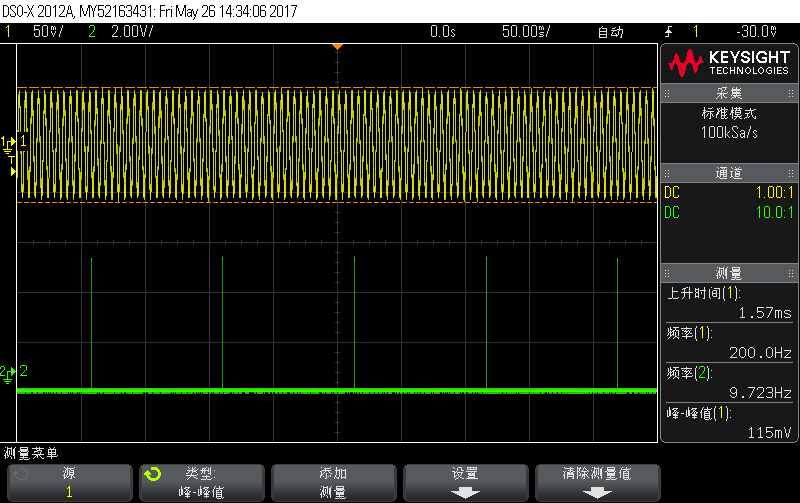 DSO-X 2012A, MY52163431: Fri May 26 14:34:06 2017
1 50mV/ 2 2.00V/ 0.0s 50.00ms/ 自动 1 -30.0mV
KEYSIGHT
TECHNOLOGIES
采集
标准模式
100kSa/s
通道
DC 1.00:1
DC 10.0:1
测量
上升时间(1):
1.57ms
频率(1):
200.0Hz
频率(2):
9.723Hz
峰-峰值(1):
115mV
1 1
T
2 2
测量菜单
源
1
类型:
峰-峰值
添加
测量
设置
清除测量值